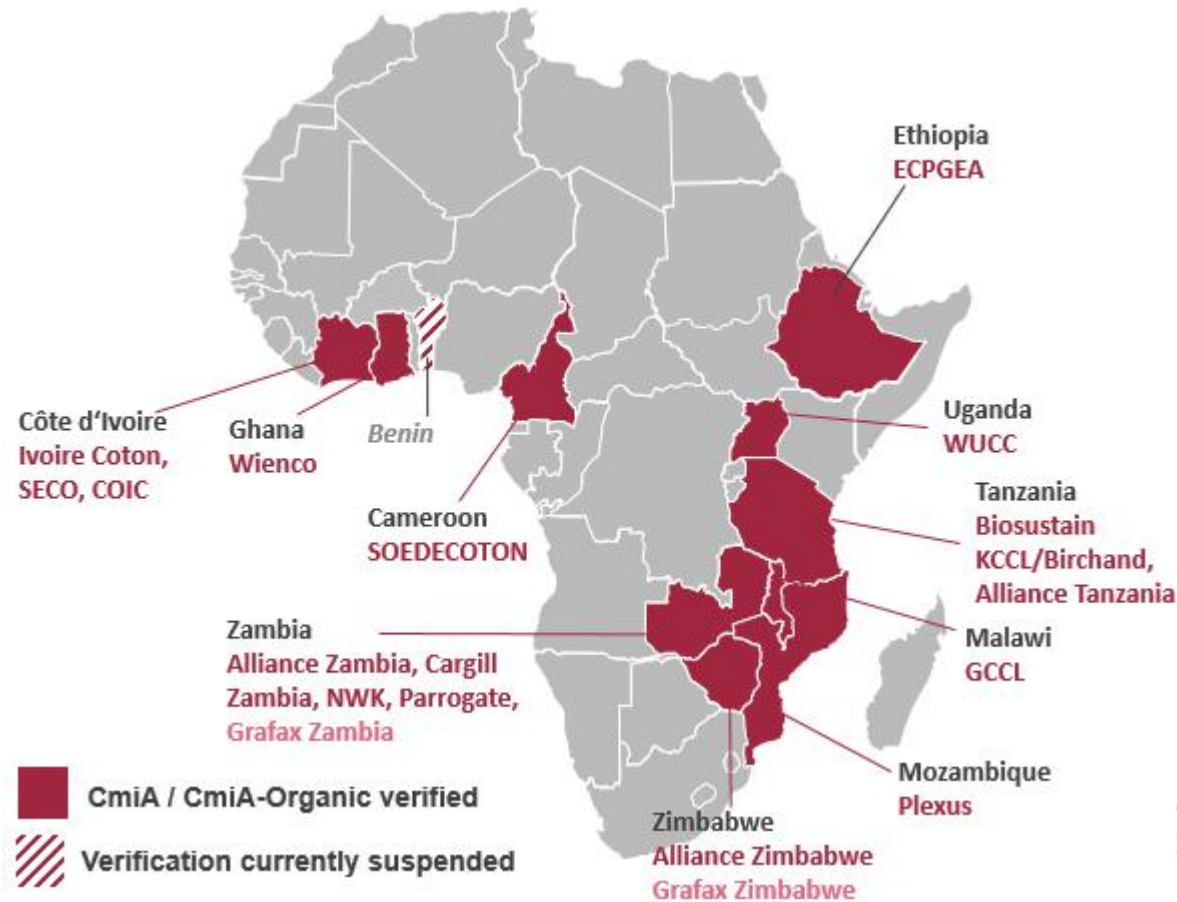 Ethiopia
ECPGEA
Côte d‘Ivoire
Ivoire Coton,
SECO, COIC
Ghana
Wienco
Benin
Cameroon
SOEDECOTON
Uganda
WUCC
Tanzania
Biosustain
KCCL/Birchand,
Alliance Tanzania
Zambia
Alliance Zambia, Cargill
Zambia, NWK, Parrogate,
Grafax Zambia
Malawi
GCCL
Mozambique
Plexus
Zimbabwe
Alliance Zimbabwe
Grafax Zimbabwe
CmiA / CmiA-Organic verified
Verification currently suspended